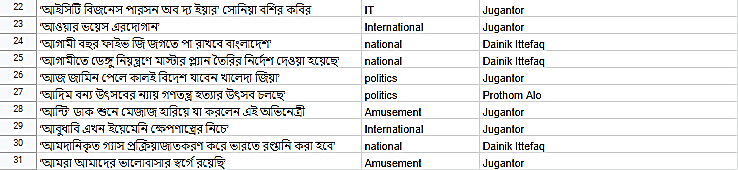 22 'আইসিটি বিজনেস পারসন অব দ্য ইয়ার' সোনিয়া বশির কবির IT Jugantor
23 'আওয়ার ভয়েস এরদোগান' International Jugantor
24 'আগামী বছর ফাইভ জি জগতে পা রাখবে বাংলাদেশ' national Dainik Ittefaq
25 'আগামীতে ডেঙ্গু নিয়ন্ত্রণে মাস্টার প্ল্যান তৈরির নির্দেশ দেওয়া হয়েছে' national Dainik Ittefaq
26 'আজ জামিন পেলে কালই বিদেশ যাবেন খালেদা জিয়া' politics Jugantor
27 'আদিম বন্য উৎসবের ন্যায় গণতন্ত্র হত্যার উৎসব চলছে' politics Prothom Alo
28 'আন্টি' ডাক শুনে মেজাজ হারিয়ে যা করলেন এই অভিনেত্রী Amusement Jugantor
29 'আবুধাবি এখন ইয়েমেনি ক্ষেপণাস্ত্রের নিচে' International Jugantor
30 'আমদানিকৃত গ্যাস প্রক্রিয়াজাতকরণ করে ভারতে রপ্তানি করা হবে' national Dainik Ittefaq
31 'আমরা আমাদের ভালোবাসার স্বর্গে রয়েছি' Amusement Jugantor